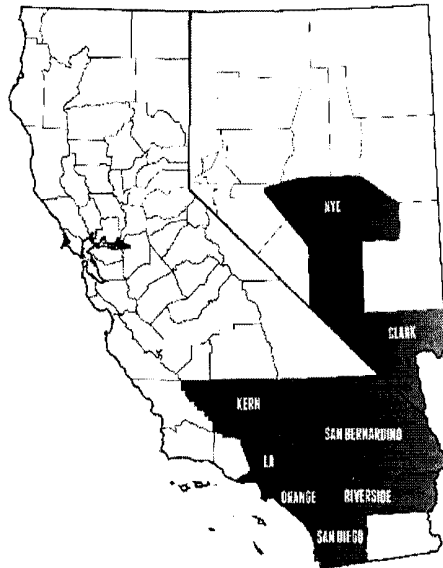 NYE
CLARK
KERN
SAN BERNARDINO
LA
ORANGE RIVERSIDE
SAN DIEGO